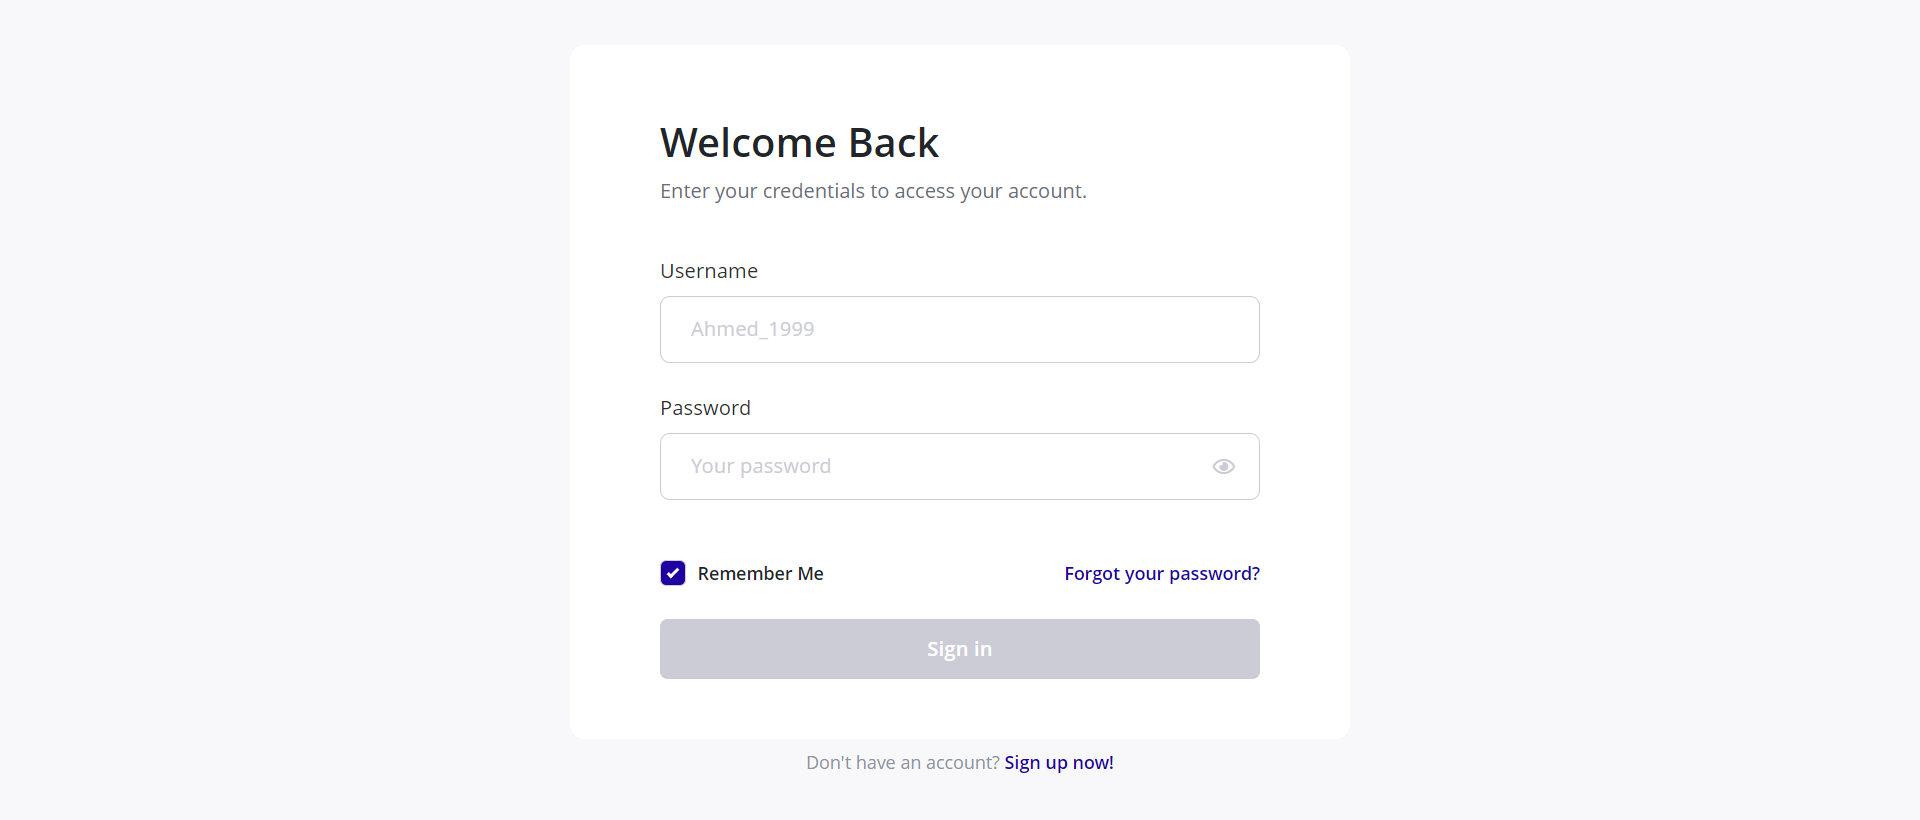 Welcome Back
Enter your credentials to access your account.
Username
Ahmed_1999
Password
Your password
Remember Me
Forgot your password?
Sign in
Don't have an account? Sign up now!